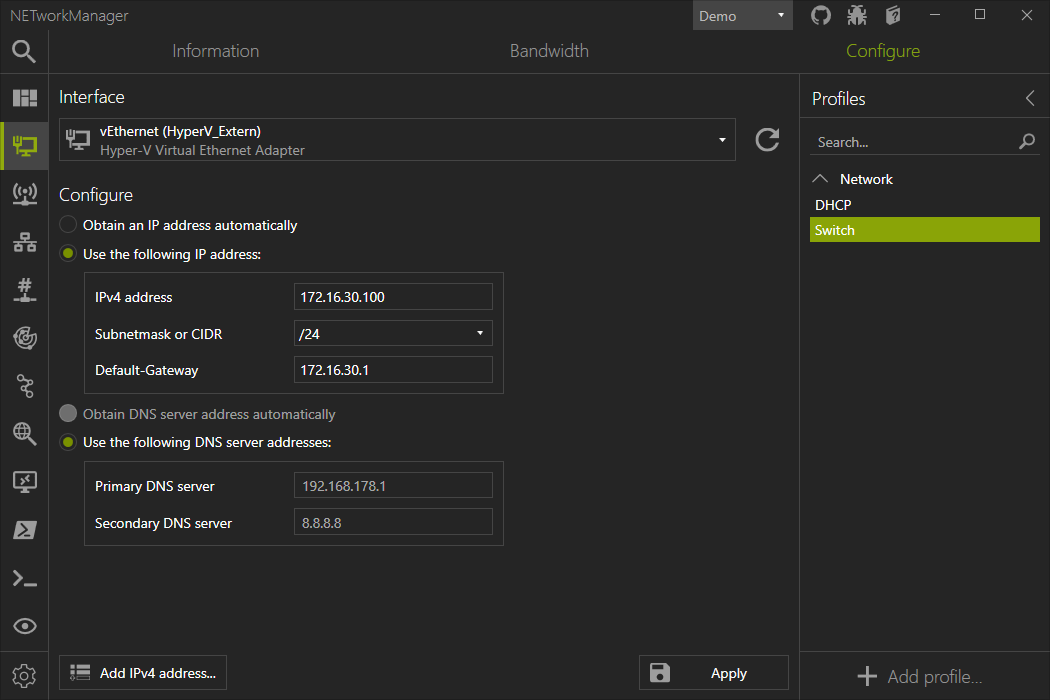 NETworkManager
Demo
Information
Bandwidth
Configure
Interface
vEthernet (HyperV_Extern)
Hyper-V Virtual Ethernet Adapter
Configure
Obtain an IP address automatically
Use the following IP address:
IPv4 address
172.16.30.100
Subnetmask or CIDR
/24
Default-Gateway
172.16.30.1
Obtain DNS server address automatically
Use the following DNS server addresses:
Primary DNS server
192.168.178.1
Secondary DNS server
8.8.8.8
Add IPv4 address...
Apply
Profiles
Search...
Network
DHCP
Switch
Add profile...